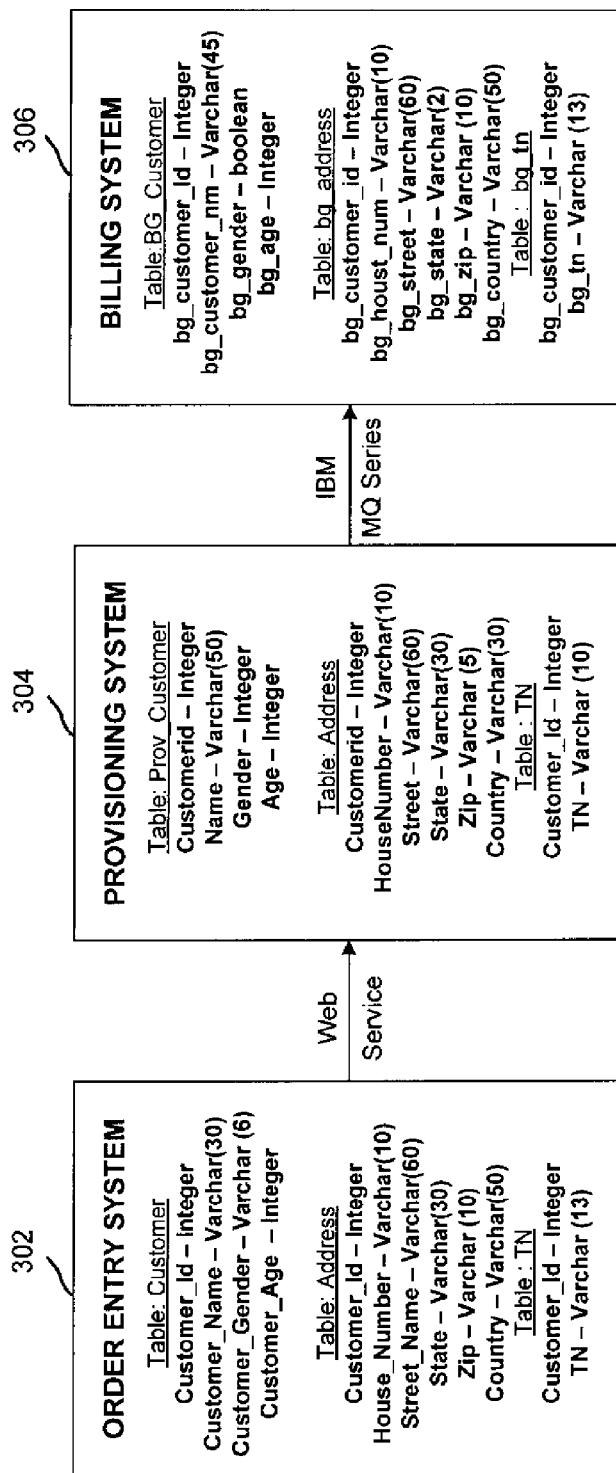 302
ORDER ENTRY SYSTEM
Table: Customer
Customer_Id – Integer
Customer_Name – Varchar(30)
Customer_Gender – Varchar (6)
Customer_Age – Integer
Table: Address
Customer_Id – Integer
House_Number – Varchar(10)
Street_Name – Varchar(60)
State – Varchar(30)
Zip – Varchar (10)
Country – Varchar(50)
Table : TN
Customer_Id – Integer
TN – Varchar (13)
Web
Service
304
PROVISIONING SYSTEM
Table: Prov_Customer
Customerid – Integer
Name – Varchar(50)
Gender – Integer
Age – Integer
Table: Address
Customerid – Integer
HouseNumber – Varchar(10)
Street – Varchar(60)
State – Varchar(30)
Zip – Varchar (5)
Country – Varchar(30)
Table : TN
Customer_Id – Integer
TN – Varchar (10)
IBM
MQ Series
306
BILLING SYSTEM
Table:BG_Customer
bg_customer_Id – Integer
bg_customer_nm – Varchar(45)
bg_gender – boolean
bg_age – Integer
Table: bg_address
bg_customer_id – Integer
bg_houst_num – Varchar(10)
bg_street – Varchar(60)
bg_state – Varchar(2)
bg_zip – Varchar (10)
bg_country – Varchar(50)
Table : bg_tn
bg_customer_id – Integer
bg_tn – Varchar (13)